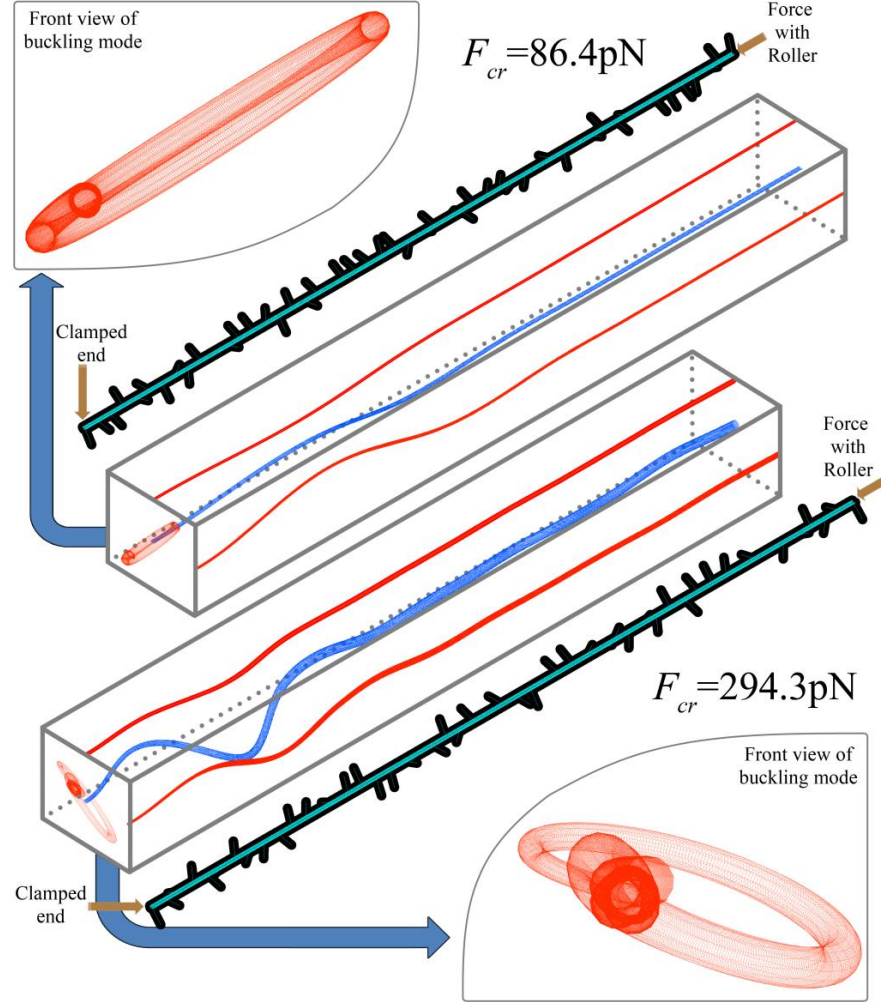 Front view of
buckling mode
F_cr=86.4pN
Force
with
Roller
Clamped
end
Force
with
Roller
F_cr=294.3pN
Front view of
buckling mode
Clamped
end